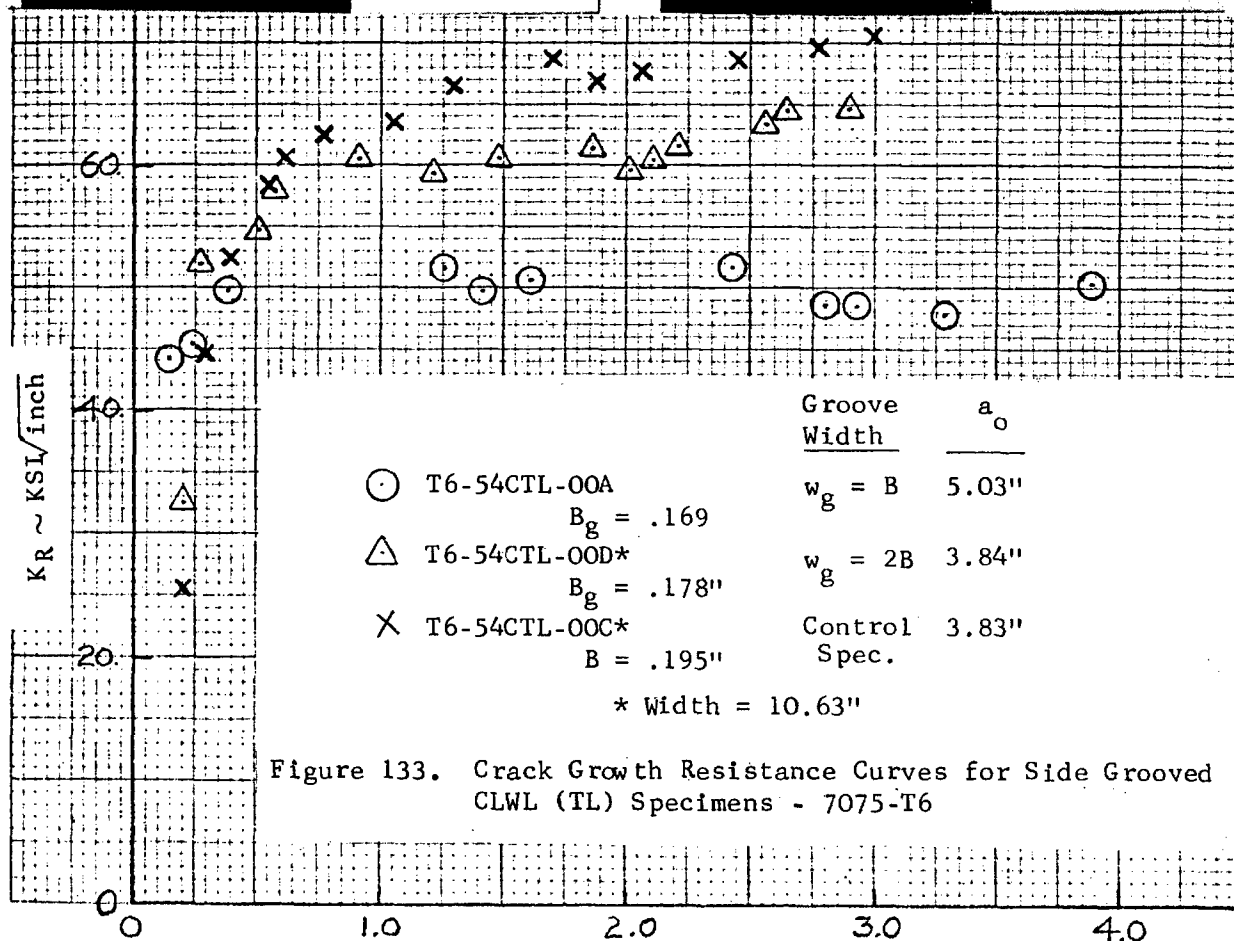 60.
40
20.
0
K_R ~ KSI√inch
0 1.0 2.0 3.0 4.0
Groove a_o
Width
⊙ T6-54CTL-00A w_g = B 5.03"
B_g = .169
△ T6-54CTL-00D* w_g = 2B 3.84"
B_g = .178"
X T6-54CTL-00C* Control 3.83"
B = .195" Spec.
* Width = 10.63"
Figure 133. Crack Growth Resistance Curves for Side Grooved
CLWL (TL) Specimens - 7075-T6